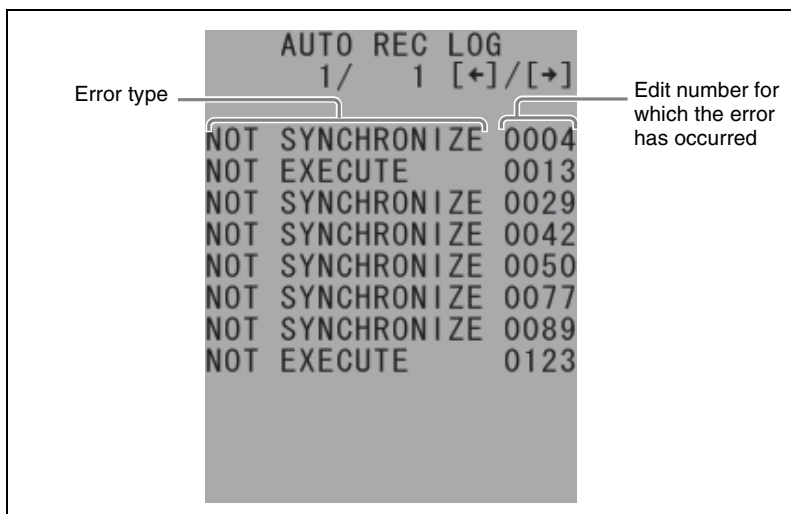 AUTO REC LOG
1/ 1 [←]/[→]
Error type
Edit number for
which the error
has occurred
NOT SYNCHRONIZE 0004
NOT EXECUTE 0013
NOT SYNCHRONIZE 0029
NOT SYNCHRONIZE 0042
NOT SYNCHRONIZE 0050
NOT SYNCHRONIZE 0077
NOT SYNCHRONIZE 0089
NOT EXECUTE 0123